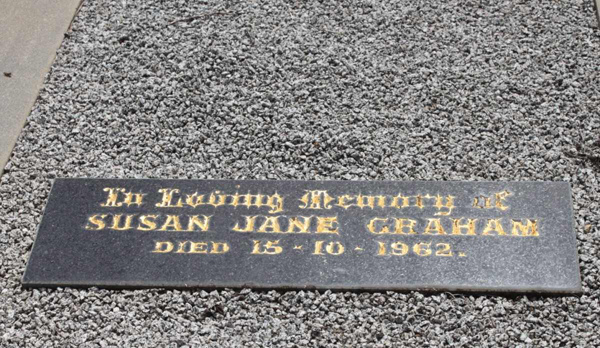 In Loving Memory of
SUSAN JANE GRAHAM
DIED 15-10-1962.